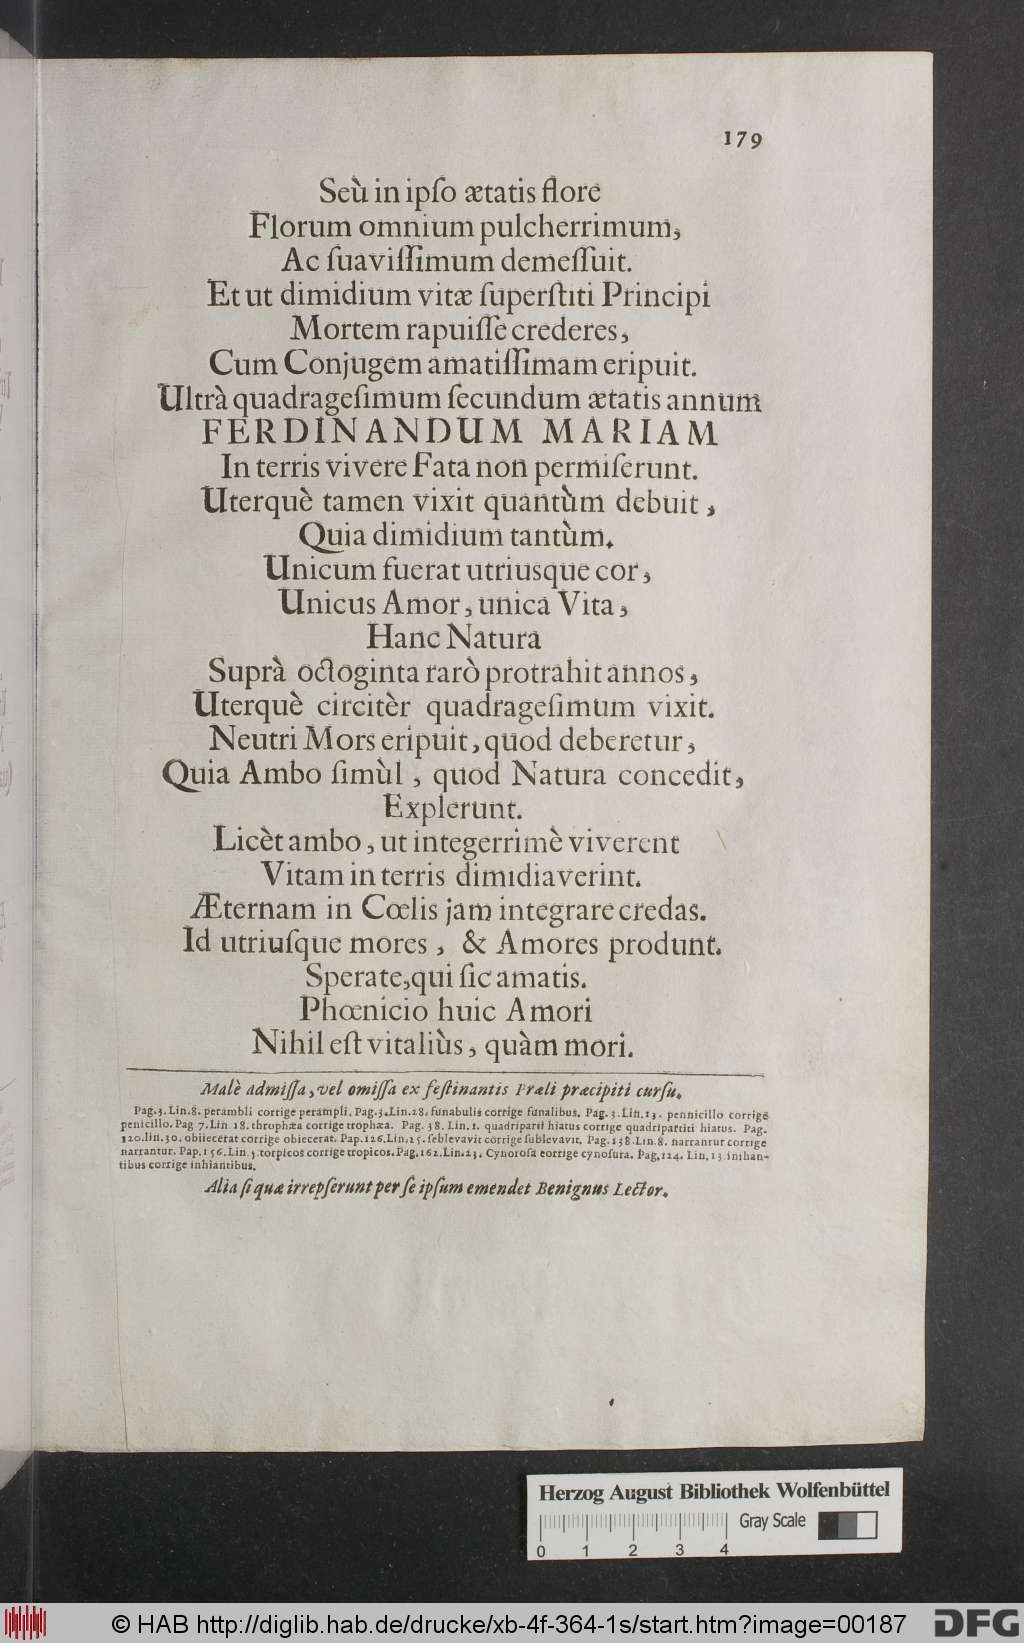 179
Seù in ipſo ætatis flore
Florum omnium pulcherrimum,
Ac ſuaviſſimum demeſſuit.
Et ut dimidium vitæ ſuperſtiti Principi
Mortem rapuiſſe crederes,
Cum Conjugem amatiſſimam eripuit.
Ultrà quadrageſimum ſecundum ætatis annum
FERDINANDUM MARIAM
In terris vivere Fata non permiſerunt.
Uterquè tamen vixit quantùm debuit,
Quia dimidium tantùm.
Unicum fuerat utriusque cor,
Unicus Amor, unica Vita,
Hanc Natura
Suprà octoginta rarò protrahit annos,
Uterquè circitèr quadrageſimum vixit.
Neutri Mors eripuit, quod deberetur,
Quia Ambo ſimùl, quod Natura concedit,
Explerunt.
Licèt ambo, ut integerrimè viverent
Vitam in terris dimidiaverint.
Æternam in Cœlis jam integrare credas.
Id utriuſque mores, & Amores produnt.
Sperate, qui ſic amatis.
Phœnicio huic Amori
Nihil eſt vitaliùs, quàm mori.
Malè admiſſa, vel omiſſa ex feſtinantis Præli præcipiti curſu.
Pag. 3. Lin. 8. perambli corrige perampli. Pag. 3. Lin. 28. funabulis corrige funalibus. Pag. 3. Lin. 13. pennicillo corrige
penicillo. Pag 7. Lin 18. throphæa corrige trophæa. Pag. 38. Lin. 1. quadripartii hiatus corrige quadripartiti hiatus. Pag.
120. lin. 30. obiiecerat corrige obiecerat. Pap. 126. Lin, 25. ſeblevavit corrige ſublevavit. Pag. 138. Lin. 8. narranrur corrige
narrantur. Pap. 156. Lin. 3. torpicos corrige tropicos. Pag. 162. Lin. 23. Cynoroſa corrige cynoſura. Pag. 124. Lin. 13 inihan-
tibus corrige inhiantibus.
Alia ſi quæ irrepſerunt per ſe ipſum emendet Benignus Lector.
Herzog August Bibliothek Wolfenbüttel
Gray Scale
0 1 2 3 4
© HAB http://diglib.hab.de/drucke/xb-4f-364-1s/start.htm?image=00187
DFG